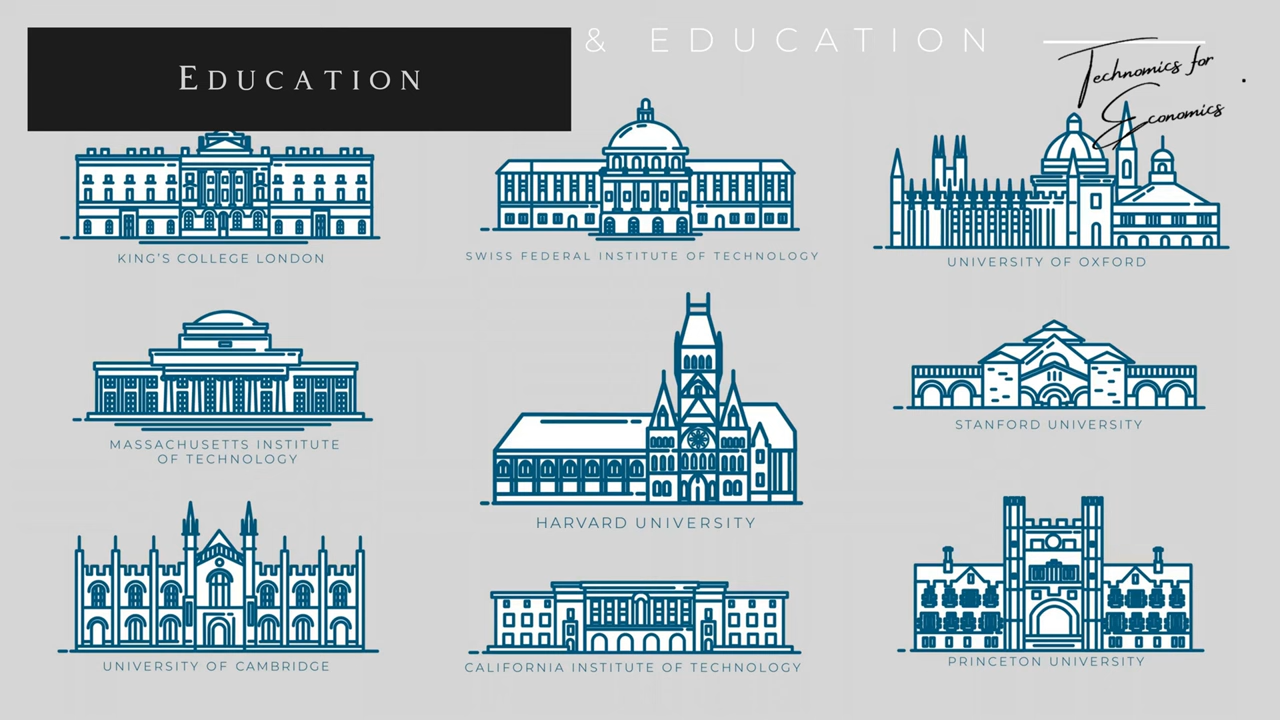 & EDUCATION
EDUCATION
Technomics for
Economics
KING'S COLLEGE LONDON
SWISS FEDERAL INSTITUTE OF TECHNOLOGY
UNIVERSITY OF OXFORD
MASSACHUSETTS INSTITUTE
OF TECHNOLOGY
HARVARD UNIVERSITY
STANFORD UNIVERSITY
UNIVERSITY OF CAMBRIDGE
CALIFORNIA INSTITUTE OF TECHNOLOGY
PRINCETON UNIVERSITY